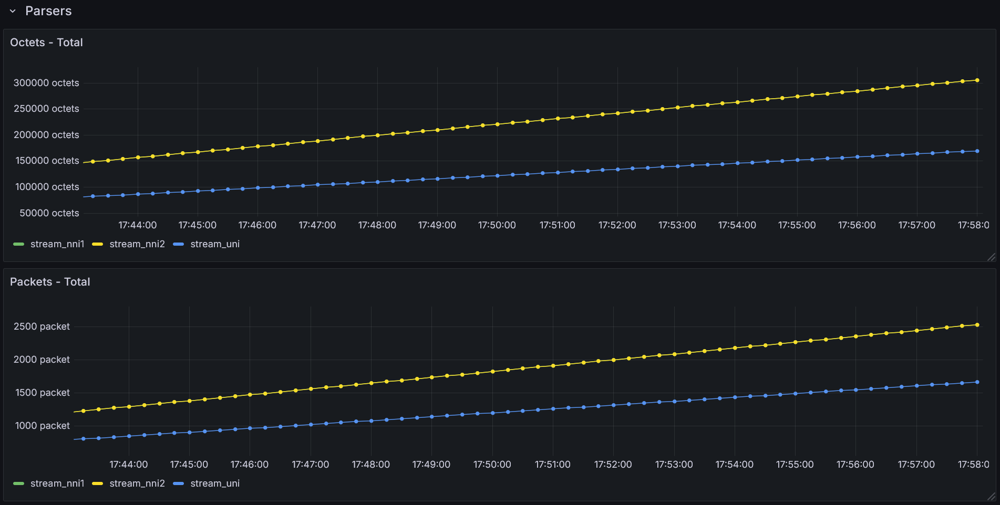 Parsers
Octets - Total
300000 octets
250000 octets
200000 octets
150000 octets
100000 octets
50000 octets
17:44:00 17:45:00 17:46:00 17:47:00 17:48:00 17:49:00 17:50:00 17:51:00 17:52:00 17:53:00 17:54:00 17:55:00 17:56:00 17:57:00 17:58:0
stream_nni1 stream_nni2 stream_uni
Packets - Total
2500 packet
2000 packet
1500 packet
1000 packet
17:44:00 17:45:00 17:46:00 17:47:00 17:48:00 17:49:00 17:50:00 17:51:00 17:52:00 17:53:00 17:54:00 17:55:00 17:56:00 17:57:00 17:58:0
stream_nni1 stream_nni2 stream_uni